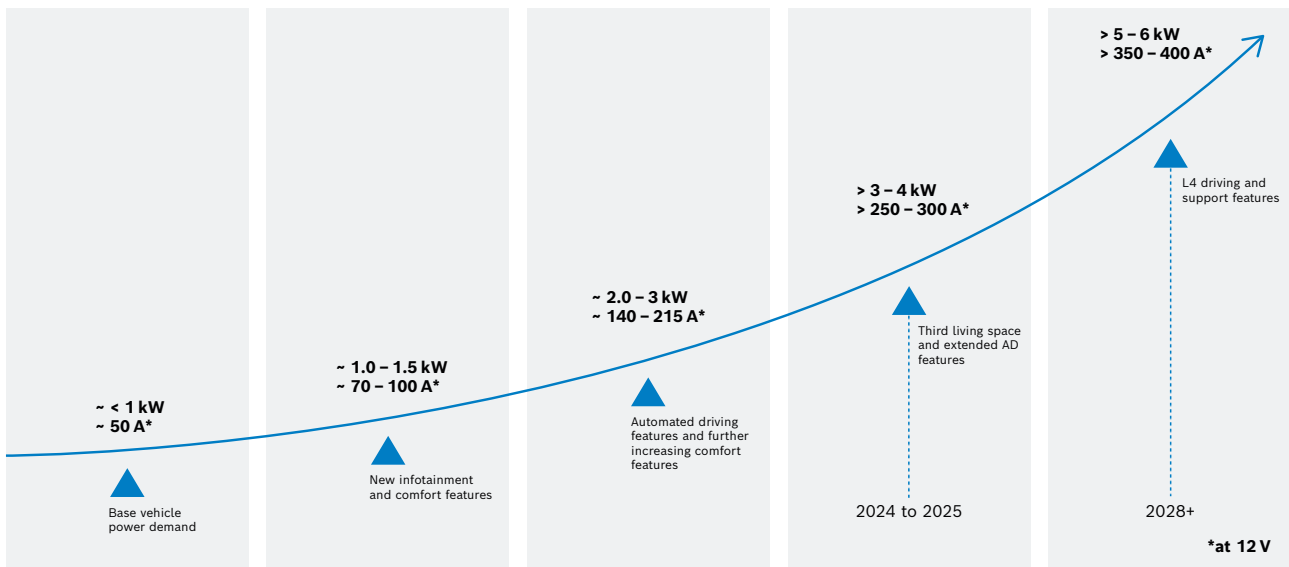 ~ < 1 kW
~ 50 A*
Base vehicle
power demand
~ 1.0 – 1.5 kW
~ 70 – 100 A*
New infotainment
and comfort features
~ 2.0 – 3 kW
~ 140 – 215 A*
Automated driving
features and further
increasing comfort
features
> 3 – 4 kW
> 250 – 300 A*
Third living space
and extended AD
features
2024 to 2025
> 5 – 6 kW
> 350 – 400 A*
L4 driving and
support features
2028+
*at 12 V